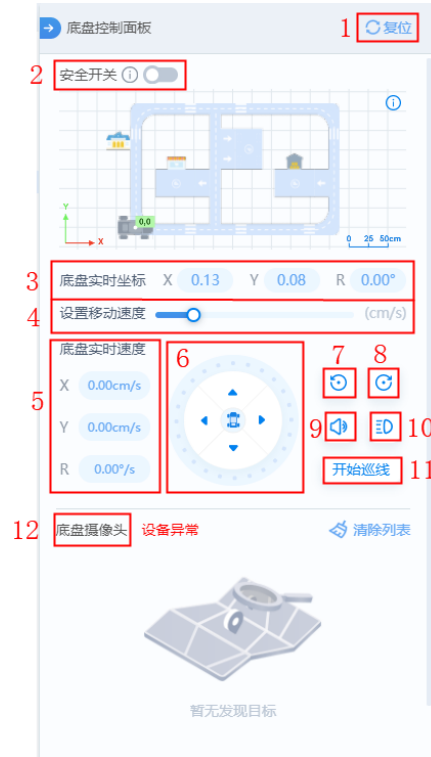 底盘控制面板 1 复位
2 安全开关
0,0
Y
X
0 25 50cm
3 底盘实时坐标 X 0.13 Y 0.08 R 0.00°
4 设置移动速度 (cm/s)
底盘实时速度 6 7 8
X 0.00cm/s
5
Y 0.00cm/s 9 10
R 0.00°/s 开始巡线 11
12 底盘摄像头 设备异常 清除列表
暂无发现目标